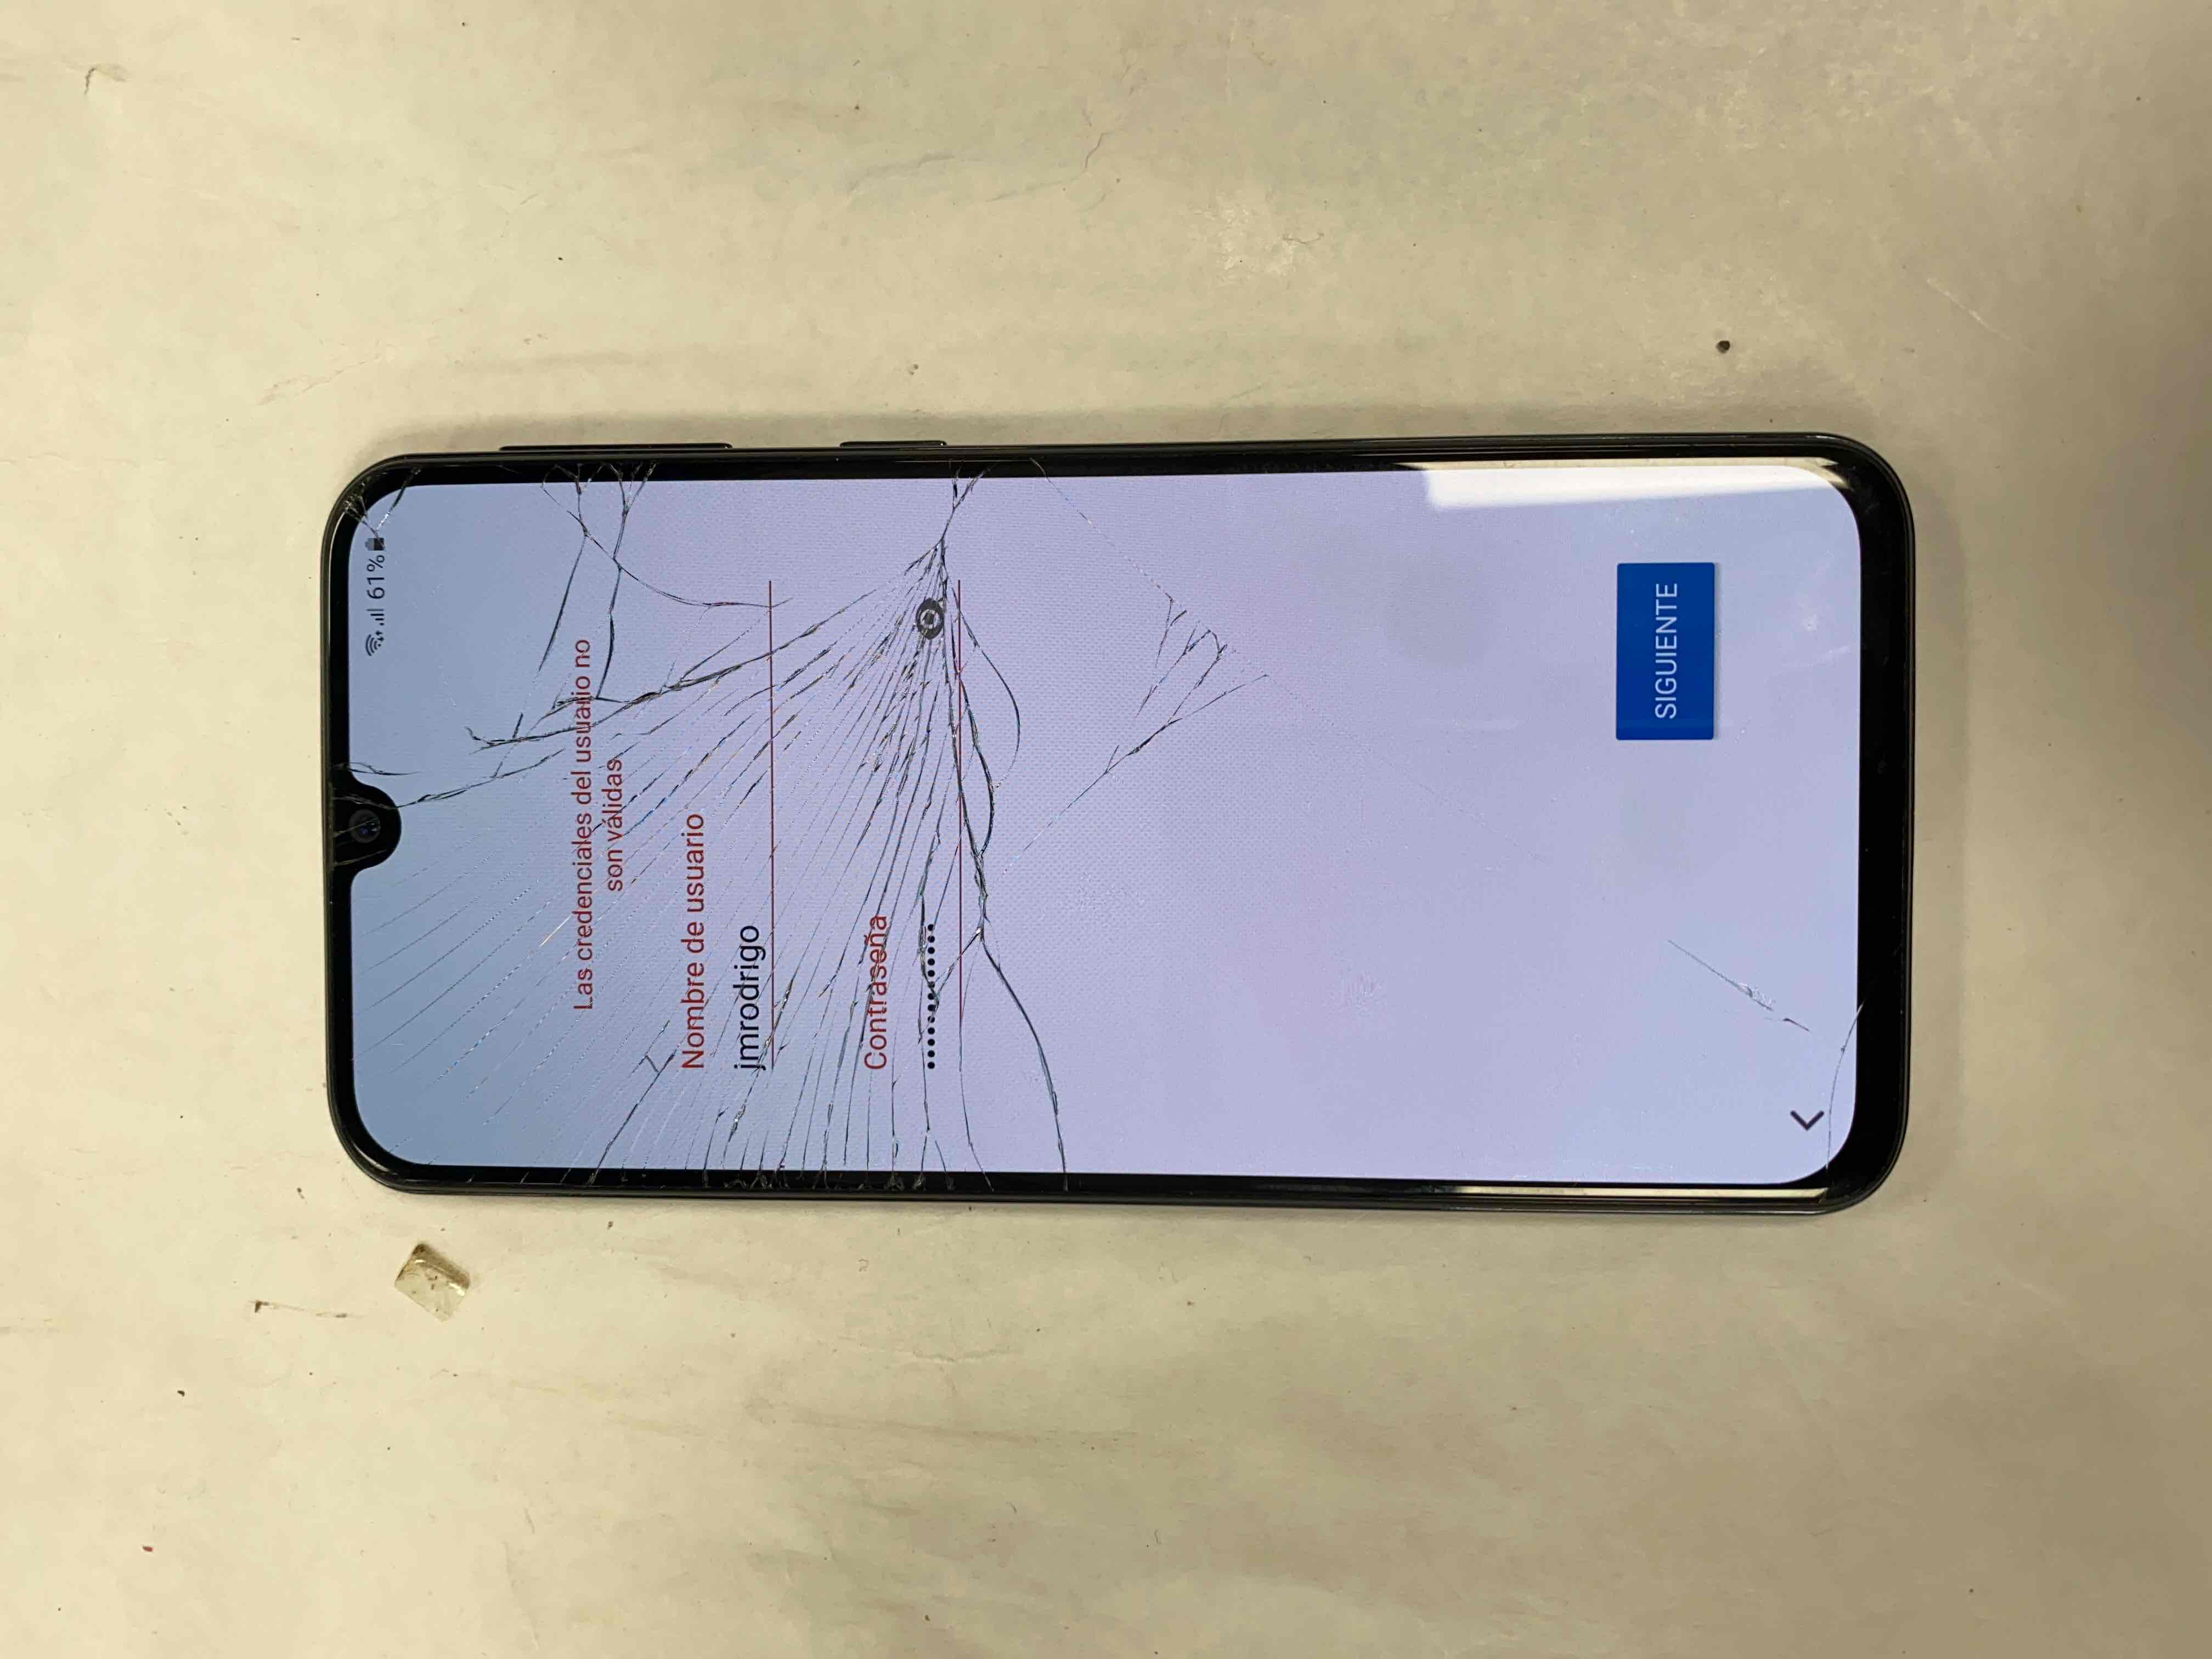 61%
Las credenciales del usuario no
son válidas
Nombre de usuario
jmrodrigo
Contraseña
•••••••••••••
SIGUIENTE